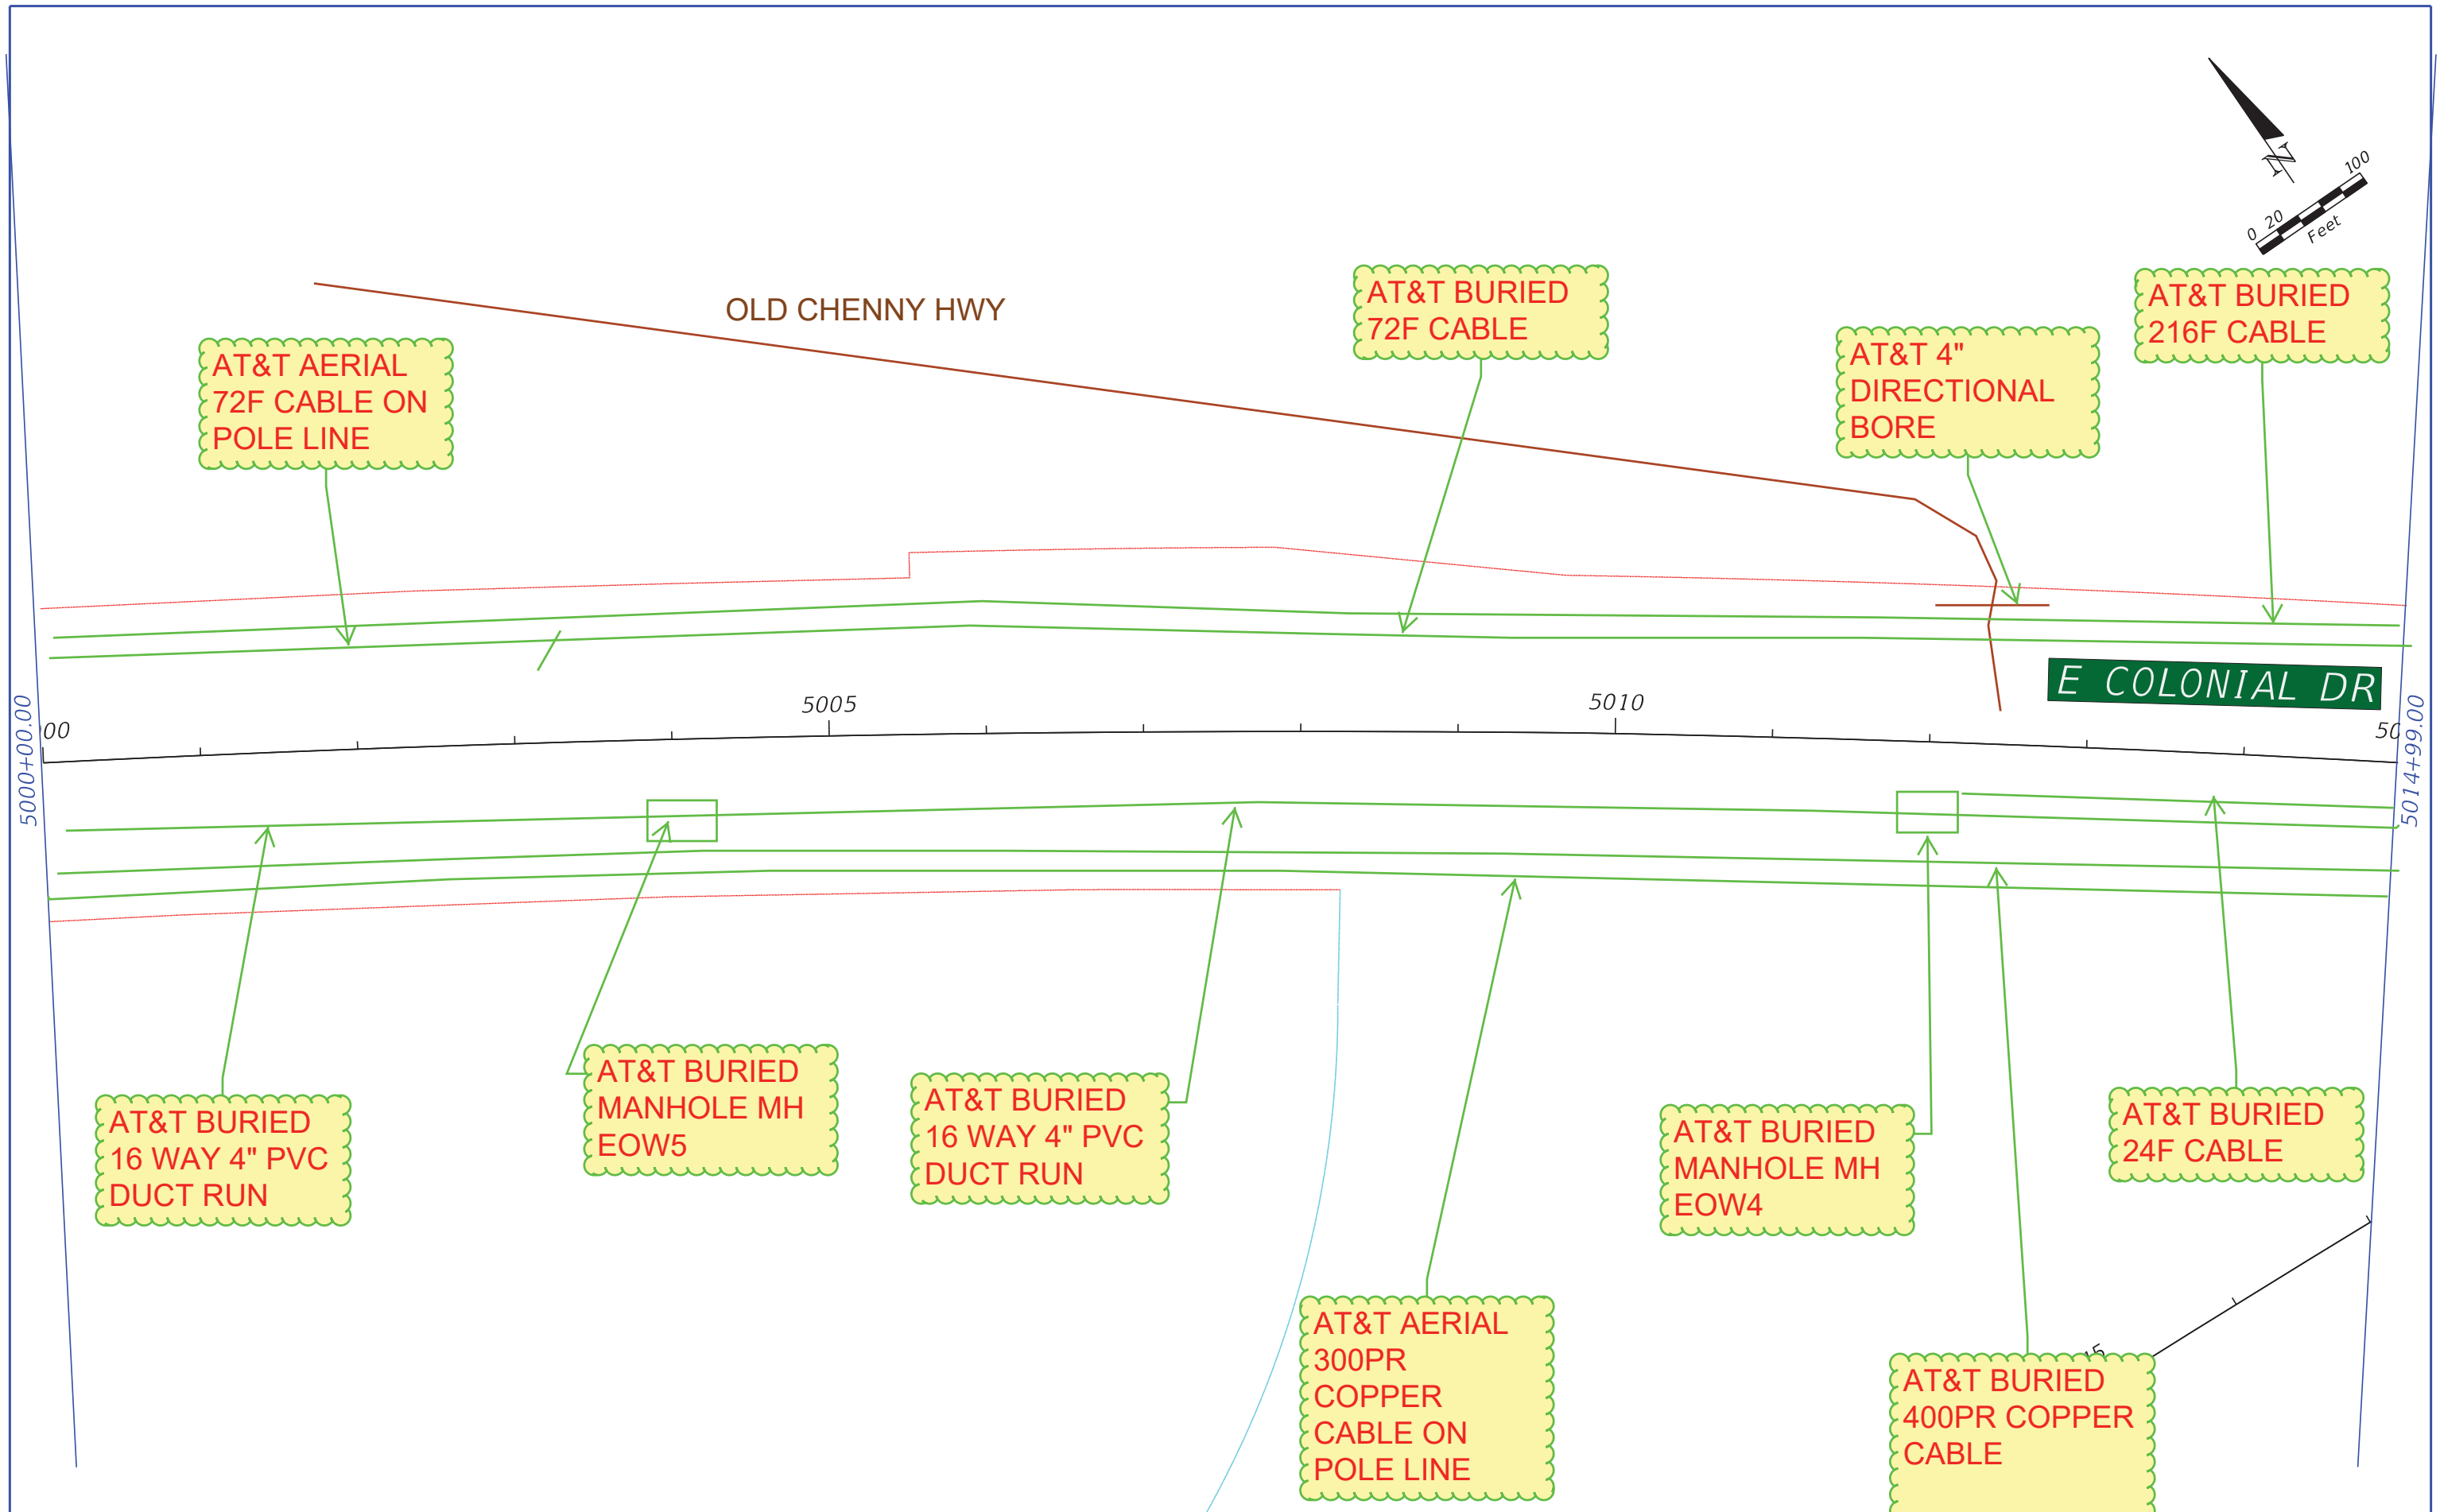 N
0 20 100
Feet
OLD CHENNY HWY
AT&T BURIED
72F CABLE
AT&T BURIED
216F CABLE
AT&T 4"
DIRECTIONAL
BORE
AT&T AERIAL
72F CABLE ON
POLE LINE
E COLONIAL DR
5000+00.00
00
5005
5010
50
5014+99.00
AT&T BURIED
16 WAY 4" PVC
DUCT RUN
AT&T BURIED
MANHOLE MH
EOW5
AT&T BURIED
16 WAY 4" PVC
DUCT RUN
AT&T BURIED
MANHOLE MH
EOW4
AT&T BURIED
24F CABLE
AT&T AERIAL
300PR
COPPER
CABLE ON
POLE LINE
15
AT&T BURIED
400PR COPPER
CABLE